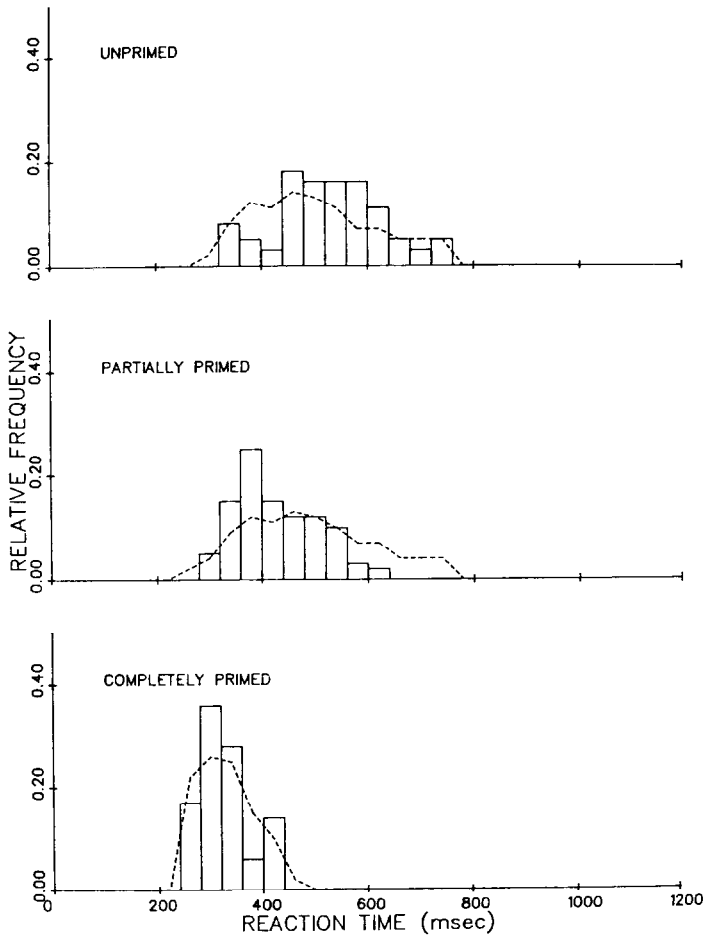 0.40
UNPRIMED
0.20
0.00
0.40
PARTIALLY PRIMED
0.20
0.00
RELATIVE FREQUENCY
0.40
COMPLETELY PRIMED
0.20
0.00
200 400 600 800 1000 1200
REACTION TIME (msec)